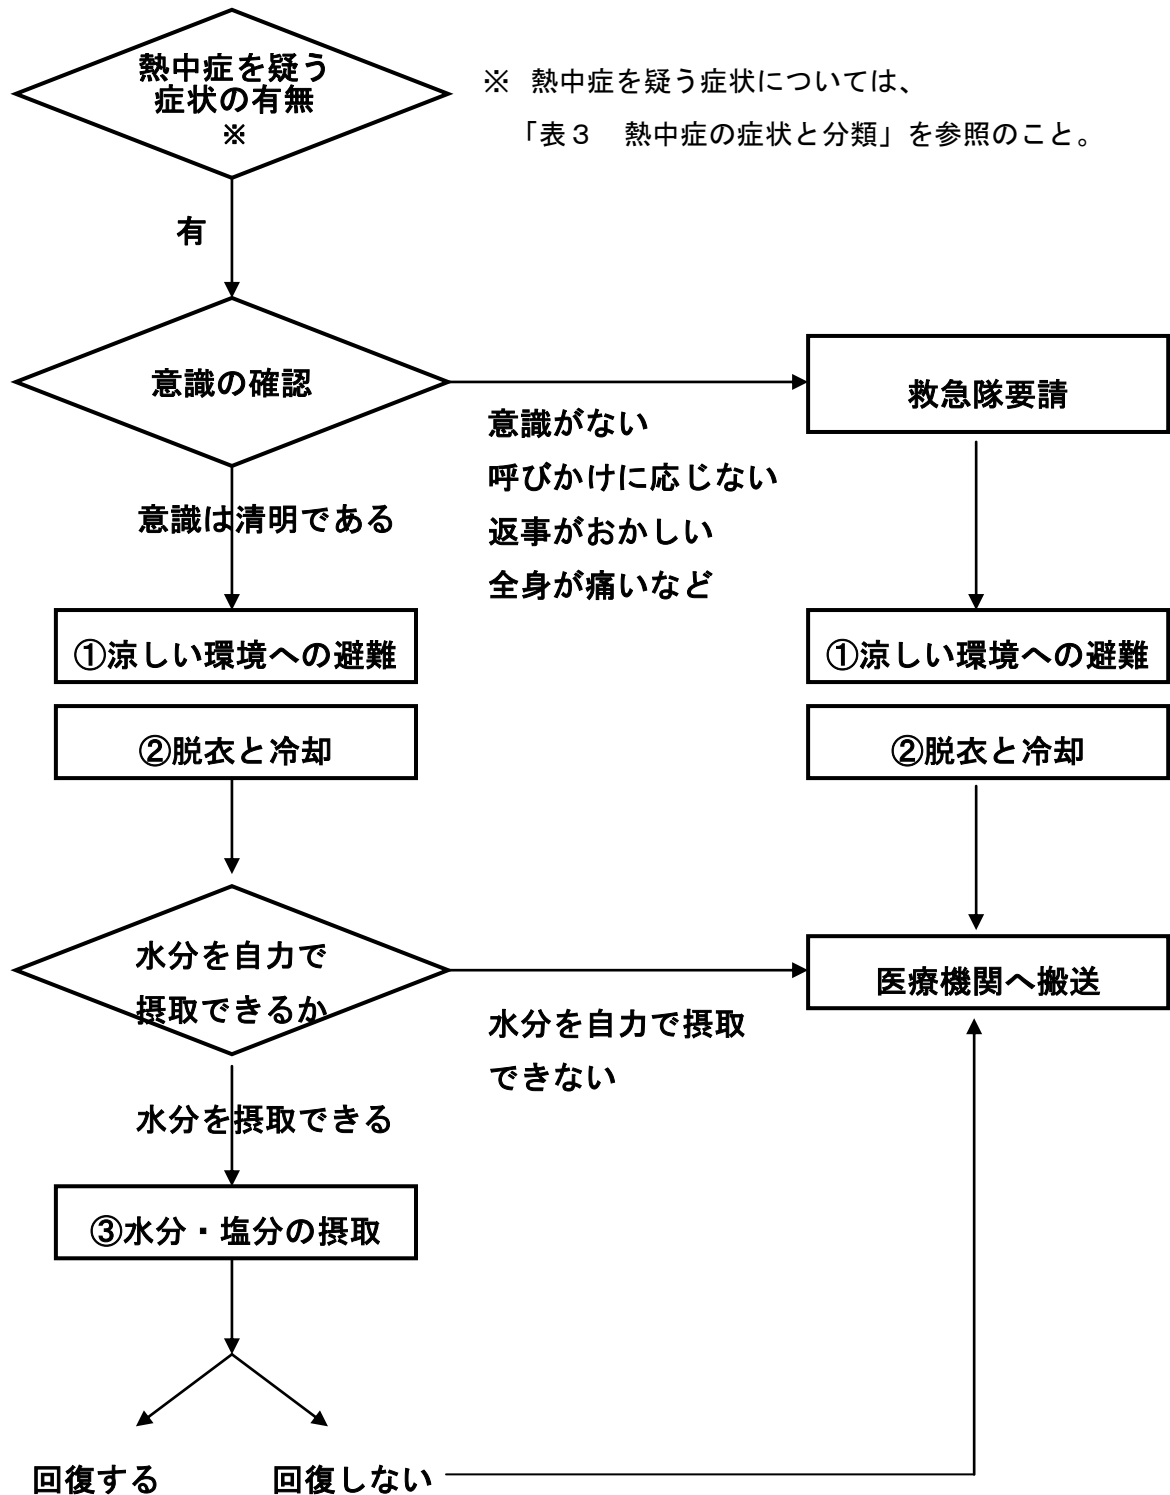 熱中症を疑う
症状の有無
※
※ 熱中症を疑う症状については、
「表3 熱中症の症状と分類」を参照のこと。
有
意識の確認
救急隊要請
意識がない
呼びかけに応じない
返事がおかしい
全身が痛いなど
意識は清明である
①涼しい環境への避難
①涼しい環境への避難
②脱衣と冷却
②脱衣と冷却
水分を自力で
摂取できるか
医療機関へ搬送
水分を自力で摂取
できない
水分を摂取できる
③水分・塩分の摂取
回復する
回復しない